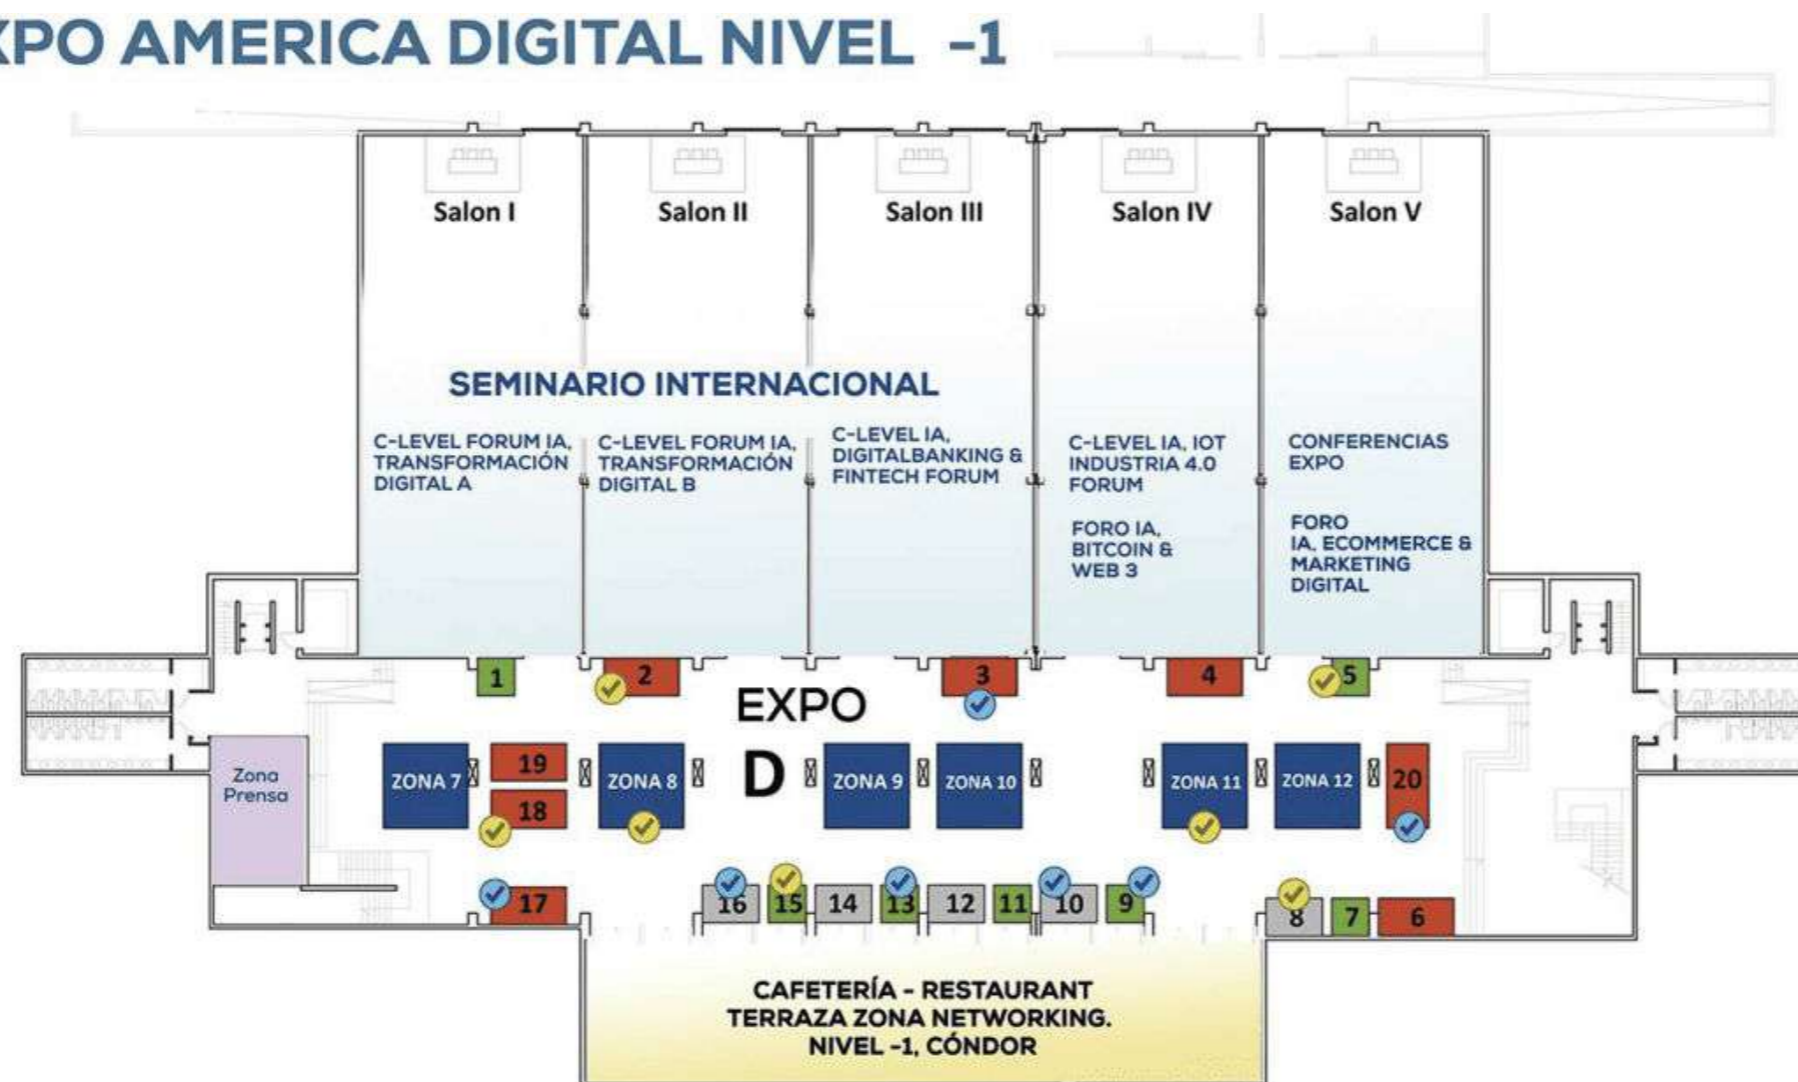 XPO AMERICA DIGITAL NIVEL -1
Salon I
Salon II
Salon III
Salon IV
Salon V
SEMINARIO INTERNACIONAL
C-LEVEL FORUM IA,
TRANSFORMACIÓN
DIGITAL A
C-LEVEL FORUM IA,
TRANSFORMACIÓN
DIGITAL B
C-LEVEL IA,
DIGITALBANKING &
FINTECH FORUM
C-LEVEL IA, IOT
INDUSTRIA 4.0
FORUM
FORO IA,
BITCOIN &
WEB 3
CONFERENCIAS
EXPO
FORO
IA, ECOMMERCE &
MARKETING
DIGITAL
1
2
3
4
5
EXPO
D
Zona
Prensa
ZONA 7
19
18
ZONA 8
ZONA 9
ZONA 10
ZONA 11
ZONA 12
20
17
16
15
14
13
12
11
10
9
8
7
6
CAFETERÍA - RESTAURANT
TERRAZA ZONA NETWORKING.
NIVEL -1, CÓNDOR